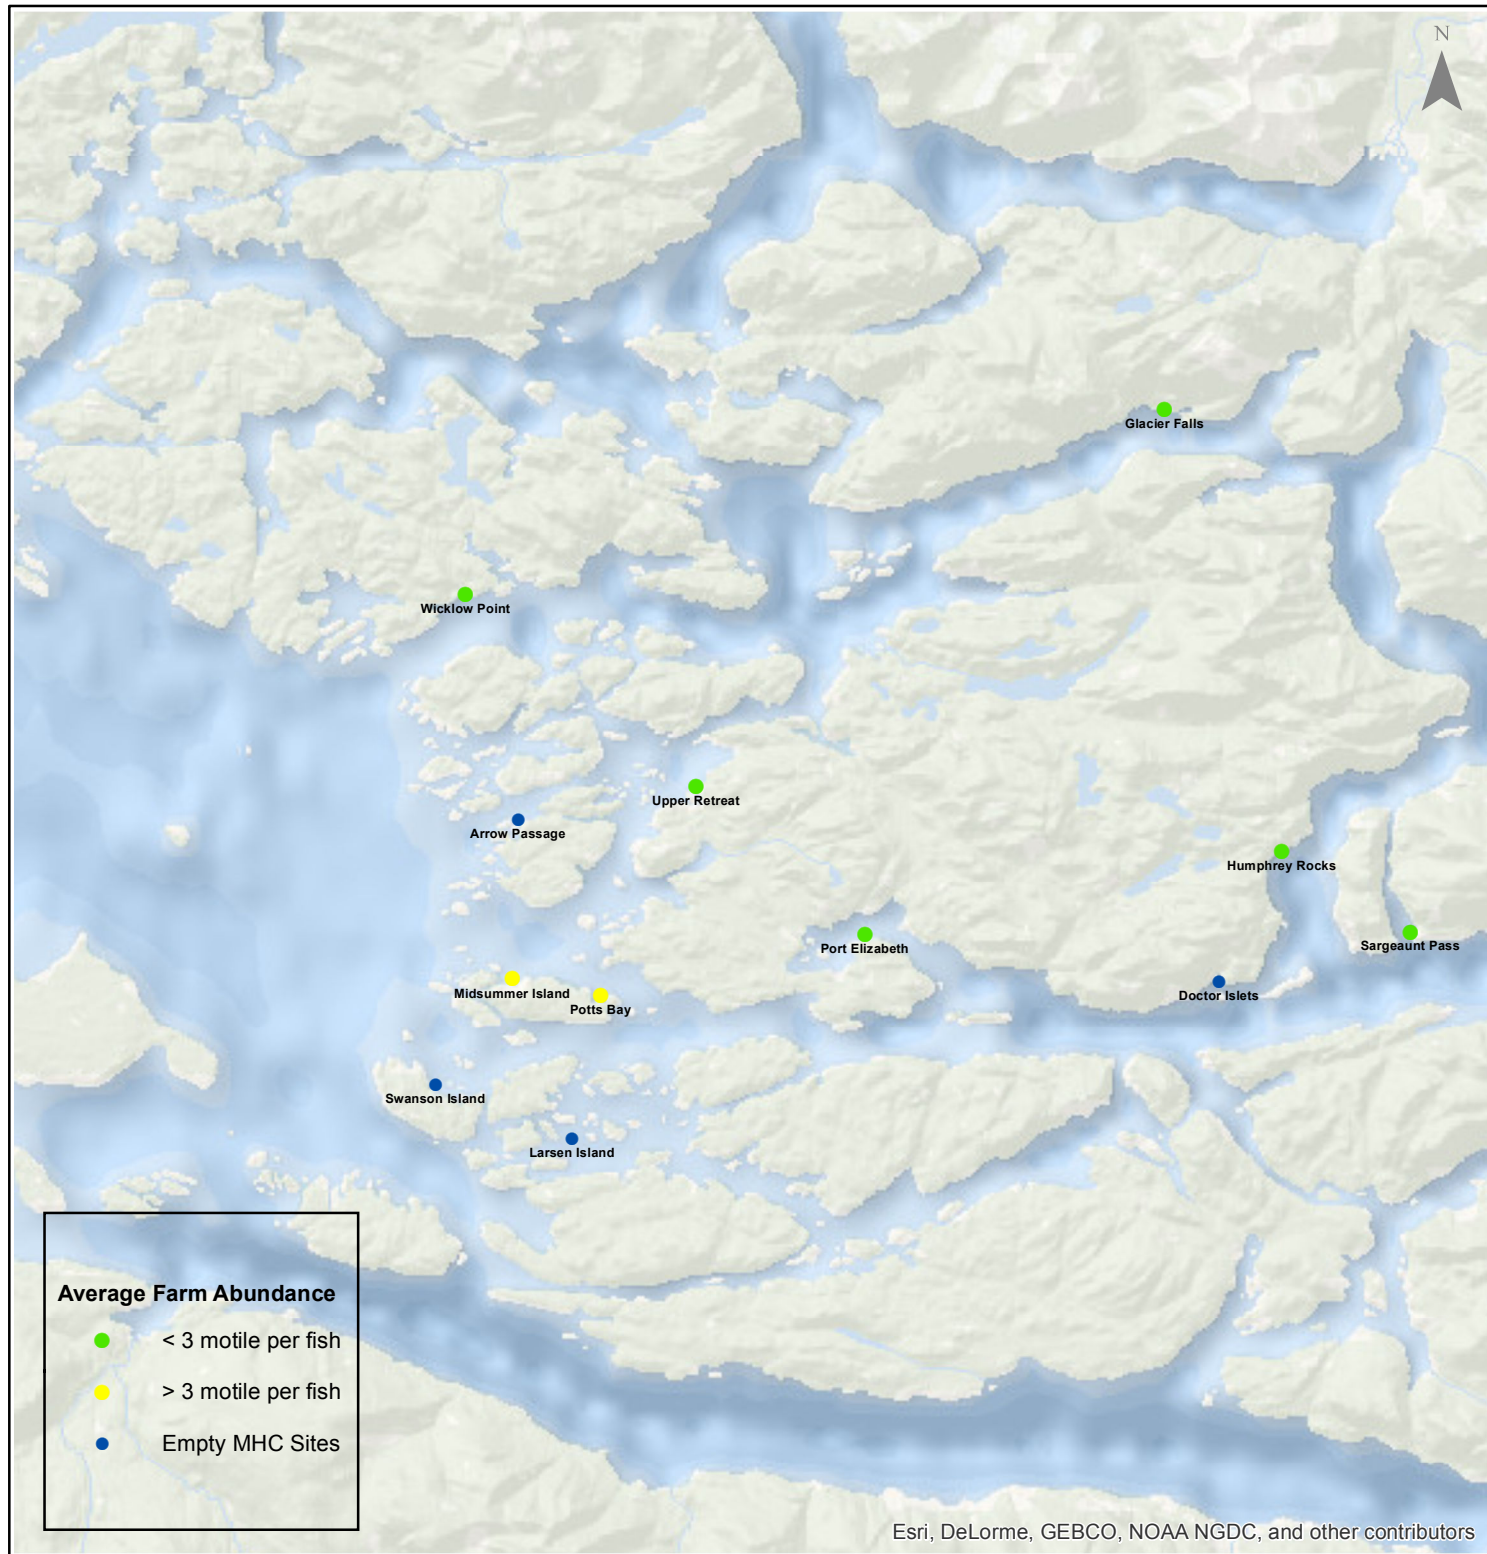 N
Glacier Falls
Wicklow Point
Upper Retreat
Arrow Passage
Humphrey Rocks
Port Elizabeth
Sargeaunt Pass
Midsummer Island
Doctor Islets
Potts Bay
Swanson Island
Larsen Island
Average Farm Abundance
< 3 motile per fish
> 3 motile per fish
Empty MHC Sites
Esri, DeLorme, GEBCO, NOAA NGDC, and other contributors